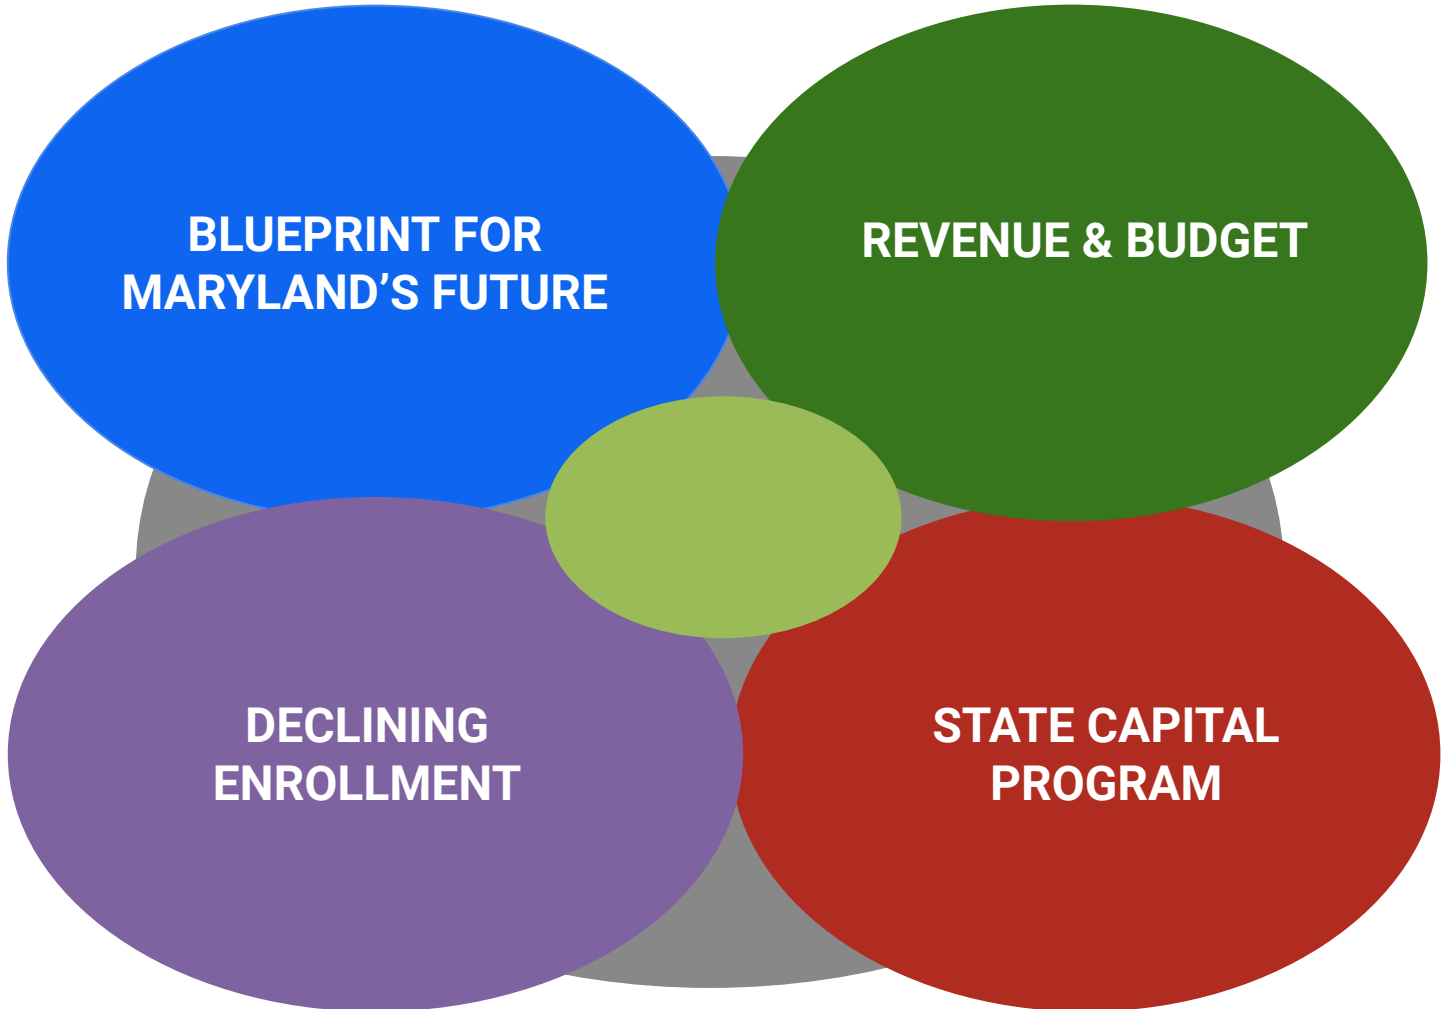 BLUEPRINT FOR
MARYLAND’S FUTURE
REVENUE & BUDGET
DECLINING
ENROLLMENT
STATE CAPITAL
PROGRAM